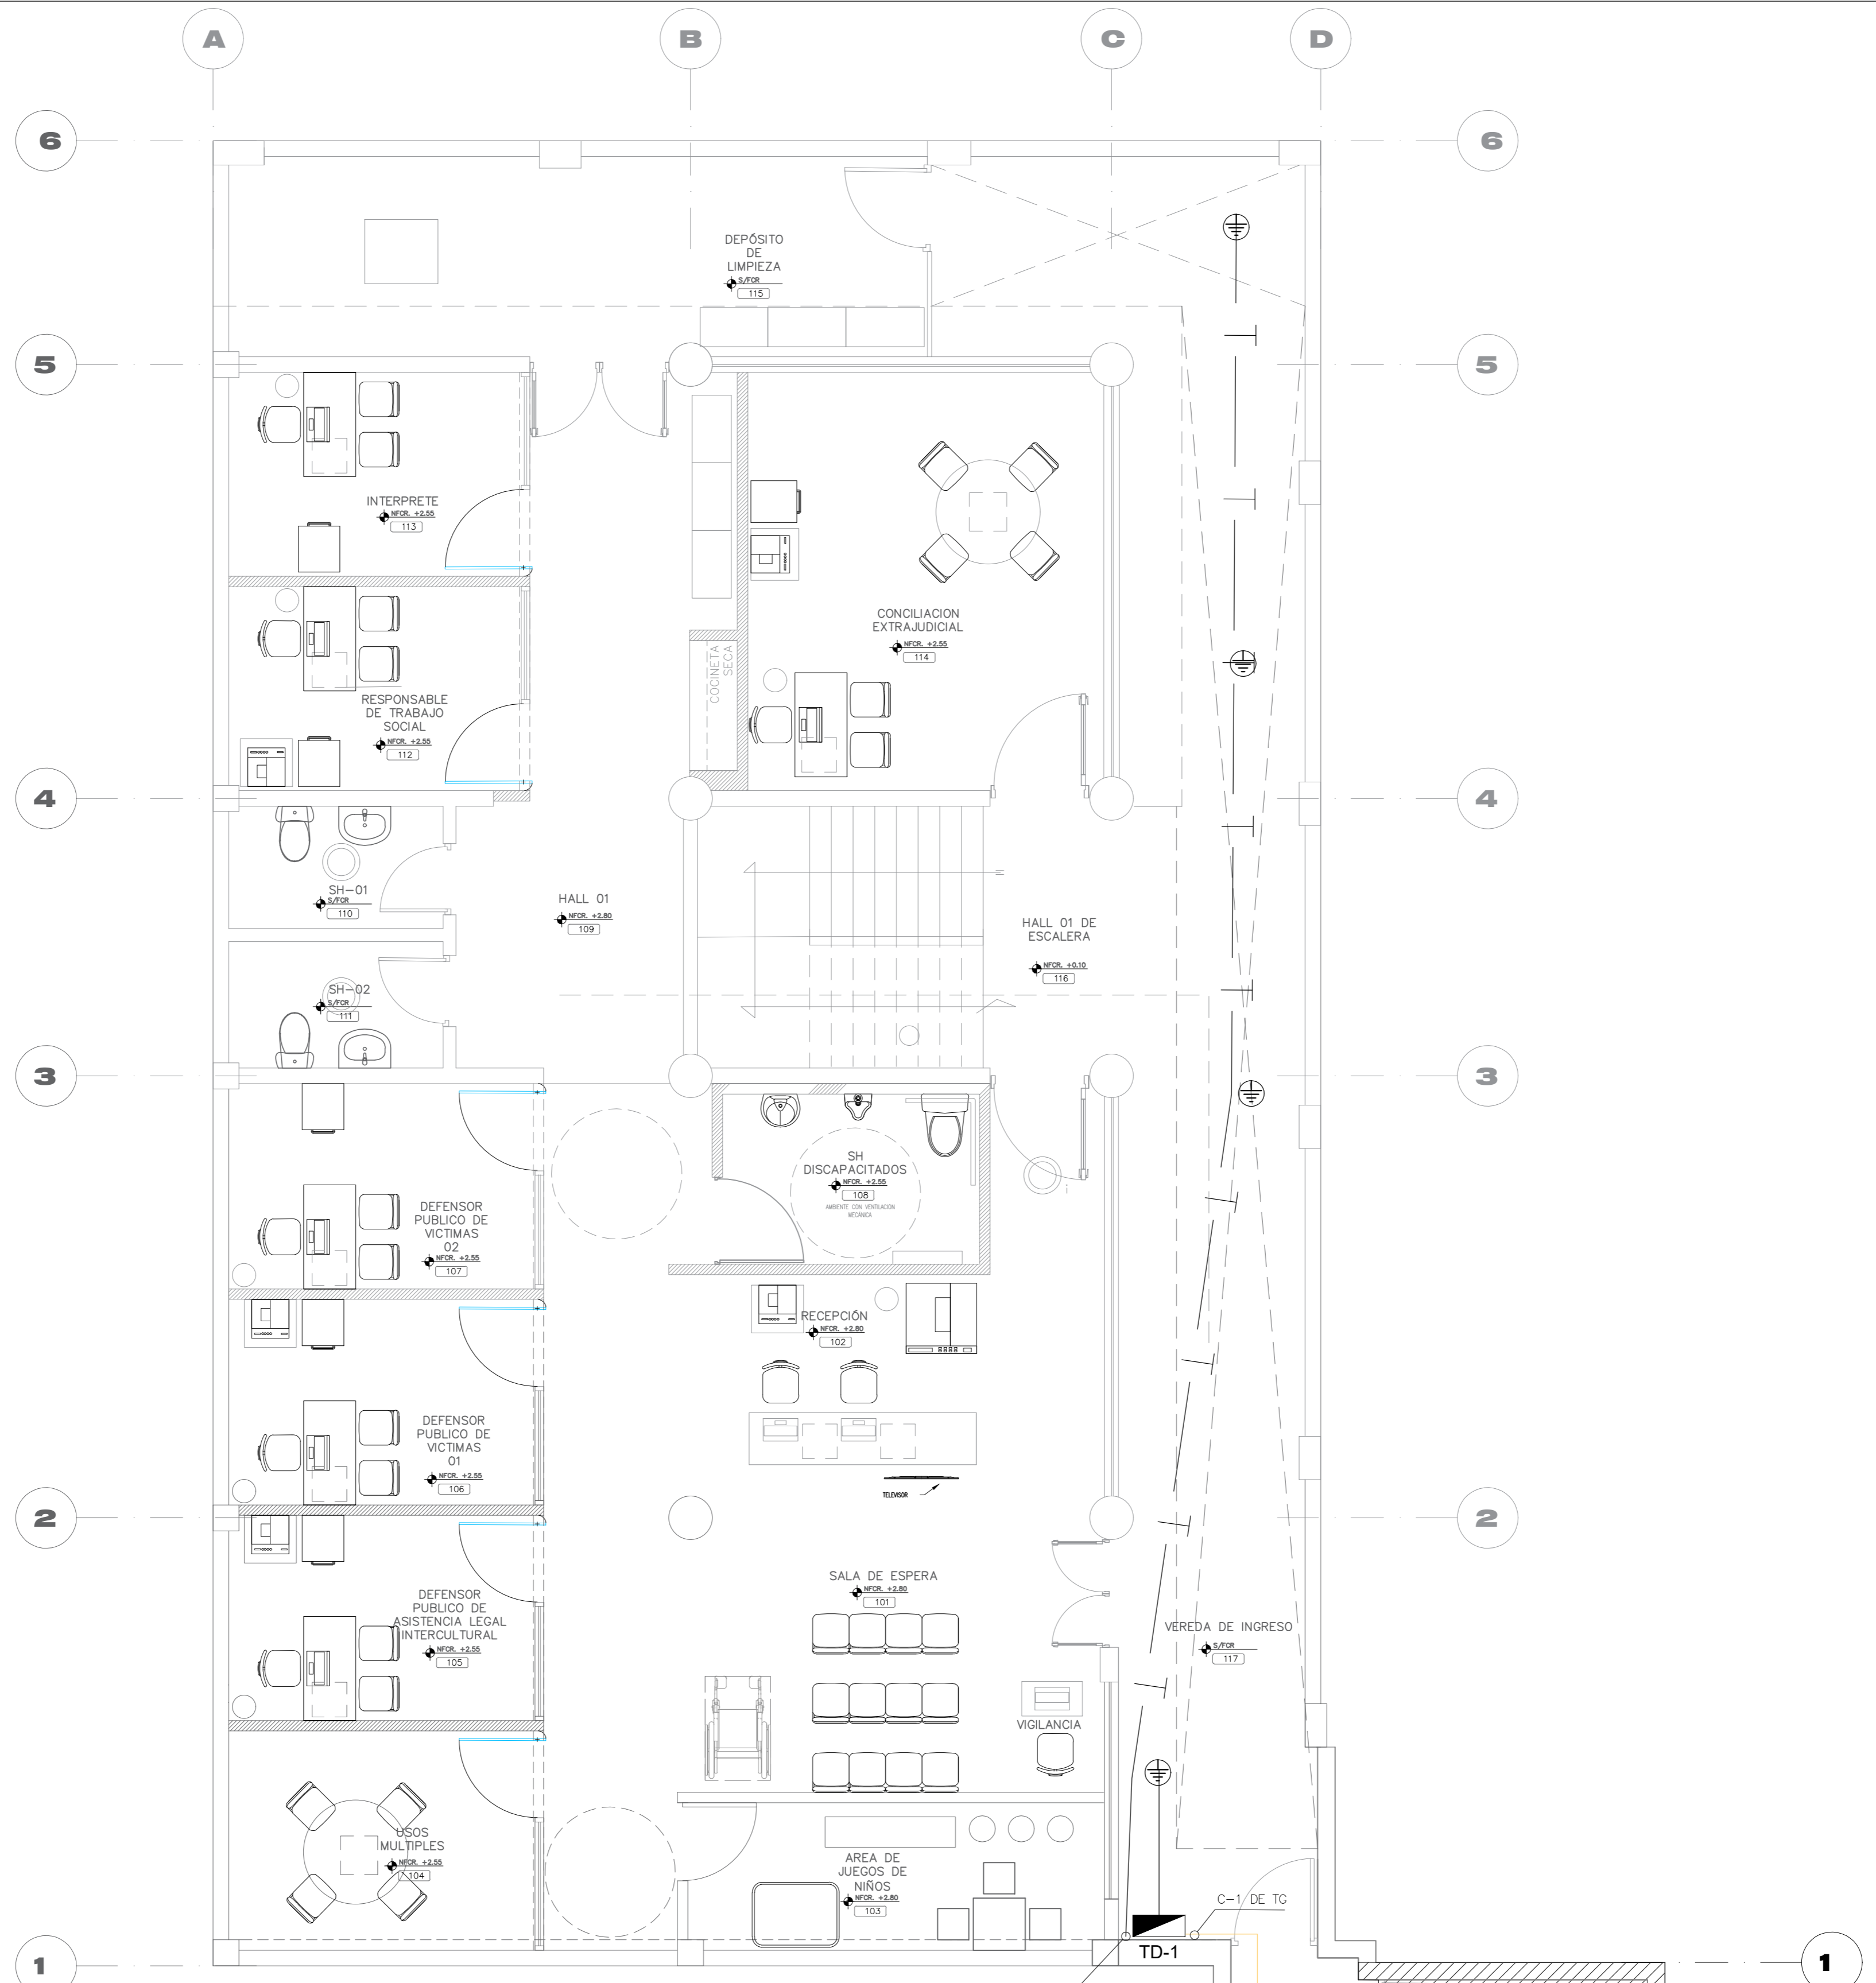 A
B
C
D
6
6
DEPÓSITO
DE
LIMPIEZA
S/FCR
115
5
5
INTERPRETE
NFCR. +2.55
113
CONCILIACION
EXTRAJUDICIAL
NFCR. +2.55
114
COCINETA
SECA
RESPONSABLE
DE TRABAJO
SOCIAL
NFCR. +2.55
112
4
4
SH-01
S/FCR
110
HALL 01
NFCR. +2.80
109
HALL 01 DE
ESCALERA
NFCR. +0.10
116
SH-02
S/FCR
111
3
3
SH
DISCAPACITADOS
NFCR. +2.55
108
AMBIENTE CON VENTILACION
MECÁNICA
DEFENSOR
PUBLICO DE
VICTIMAS
02
NFCR. +2.55
107
RECEPCIÓN
NFCR. +2.80
102
DEFENSOR
PUBLICO DE
VICTIMAS
01
NFCR. +2.55
106
TELEVISOR
2
2
SALA DE ESPERA
NFCR. +2.80
101
DEFENSOR
PUBLICO DE
ASISTENCIA LEGAL
INTERCULTURAL
NFCR. +2.55
105
VEREDA DE INGRESO
S/FCR
117
VIGILANCIA
USOS
MULTIPLES
NFCR. +2.55
104
AREA DE
JUEGOS DE
NIÑOS
NFCR. +2.80
103
C-1 DE TG
TD-1
1
1